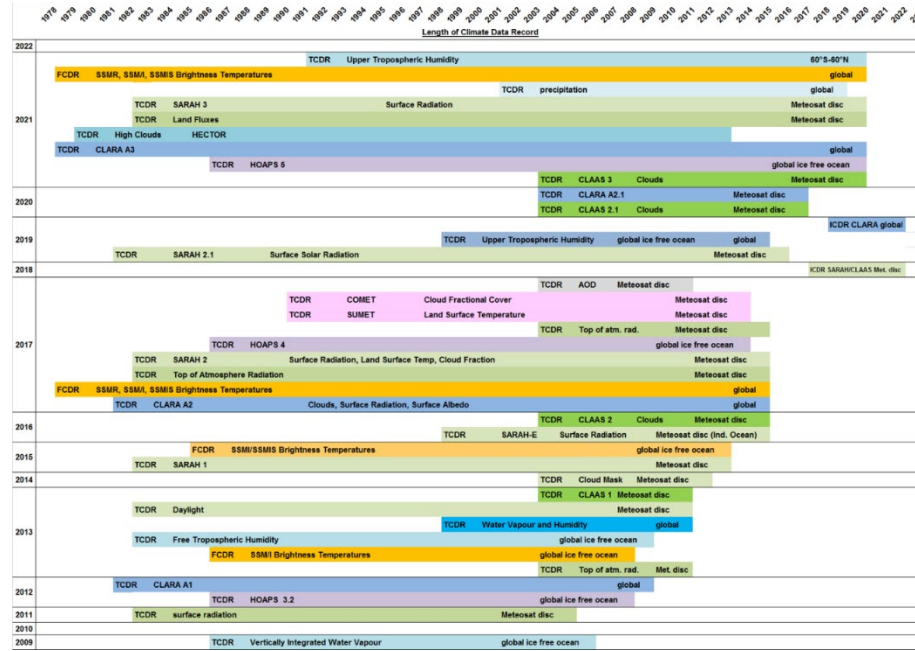 1978 1979 1980 1981 1982 1983 1984 1985 1986 1987 1988 1989 1990 1991 1992 1993 1994 1995 1996 1997 1998 1999 2000 2001 2002 2003 2004 2005 2006 2007 2008 2009 2010 2011 2012 2013 2014 2015 2016 2017 2018 2019 2020 2021 2022
Length of Climate Data Record
2022
TCDR Upper Tropospheric Humidity 60°S-60°N
FCDR SSMR, SSM/I, SSMIS Brightness Temperatures global
TCDR precipitation global
TCDR SARAH 3 Surface Radiation Meteosat disc
2021 TCDR Land Fluxes Meteosat disc
TCDR High Clouds HECTOR
TCDR CLARA A3 global
TCDR HOAPS 5 global ice free ocean
TCDR CLAAS 3 Clouds Meteosat disc
2020 TCDR CLARA A2.1 Meteosat disc
TCDR CLAAS 2.1 Clouds Meteosat disc
ICDR CLARA global
2019 TCDR Upper Tropospheric Humidity global ice free ocean global
TCDR SARAH 2.1 Surface Solar Radiation Meteosat disc
2018 ICDR SARAH/CLAAS Met. disc
TCDR AOD Meteosat disc
TCDR COMET Cloud Fractional Cover Meteosat disc
TCDR SUMET Land Surface Temperature Meteosat disc
TCDR Top of atm. rad. Meteosat disc
2017 TCDR HOAPS 4 global ice free ocean
TCDR SARAH 2 Surface Radiation, Land Surface Temp, Cloud Fraction Meteosat disc
TCDR Top of Atmosphere Radiation Meteosat disc
FCDR SSMR, SSM/I, SSMIS Brightness Temperatures global
TCDR CLARA A2 Clouds, Surface Radiation, Surface Albedo global
2016 TCDR CLAAS 2 Clouds Meteosat disc
TCDR SARAH-E Surface Radiation Meteosat disc (Ind. Ocean)
2015 FCDR SSMI/SSMIS Brightness Temperatures global ice free ocean
TCDR SARAH 1 Meteosat disc
2014 TCDR Cloud Mask Meteosat disc
TCDR CLAAS 1 Meteosat disc
TCDR Daylight Meteosat disc
2013 TCDR Water Vapour and Humidity global
TCDR Free Tropospheric Humidity global ice free ocean
FCDR SSM/I Brightness Temperatures global ice free ocean
TCDR Top of atm. rad. Met. disc
2012 TCDR CLARA A1 global
TCDR HOAPS 3.2 global ice free ocean
2011 TCDR surface radiation Meteosat disc
2010
2009 TCDR Vertically Integrated Water Vapour global ice free ocean